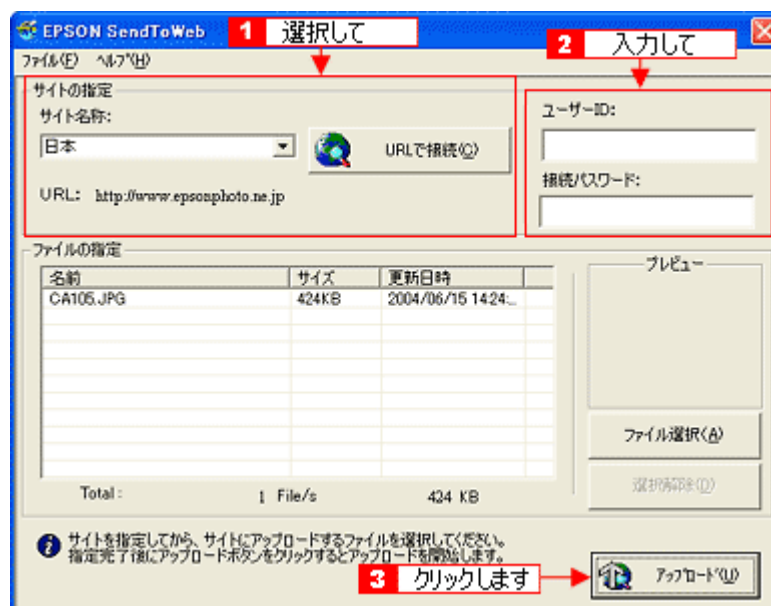 EPSON SendToWeb
1 選択して
2 入力して
ファイル(F) ヘルプ(H)
サイトの指定
サイト名称:
日本
URLで接続(C)
URL: http://www.epsonphoto.ne.jp
ユーザーID:
接続パスワード:
ファイルの指定
名前 サイズ 更新日時
CA105.JPG 424KB 2004/06/15 14:24:...
Total: 1 File/s 424 KB
プレビュー
ファイル選択(A)
選択解除(D)
サイトを指定してから、サイトにアップロードするファイルを選択してください。
指定完了後にアップロードボタンをクリックするとアップロードを開始します。
3 クリックします
アップロード(U)